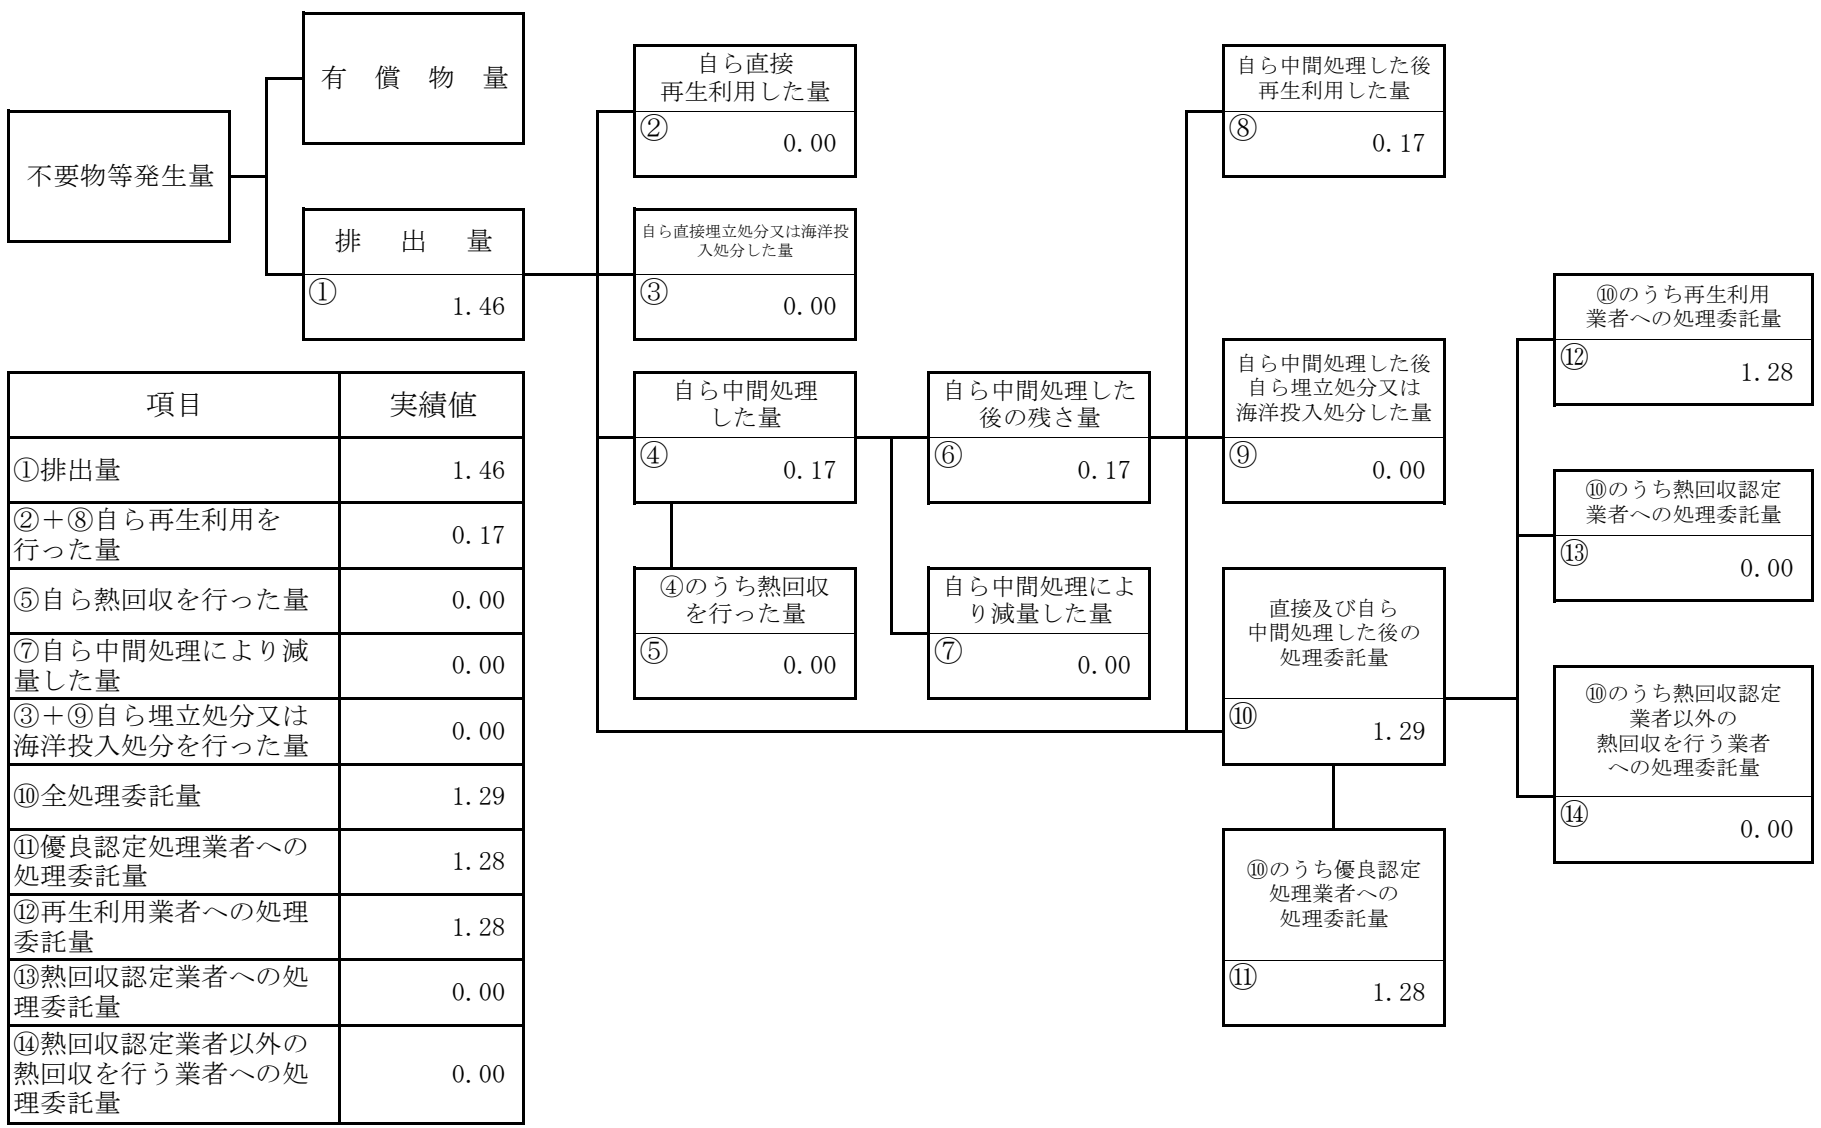 有償物量
不要物等発生量
排出量
①
1.46
自ら直接
再生利用した量
②
0.00
自ら直接埋立処分又は海洋投
入処分した量
③
0.00
自ら中間処理
した量
④
0.17
④のうち熱回収
を行った量
⑤
0.00
自ら中間処理した
後の残さ量
⑥
0.17
自ら中間処理によ
り減量した量
⑦
0.00
自ら中間処理した後
再生利用した量
⑧
0.17
自ら中間処理した後
自ら埋立処分又は
海洋投入処分した量
⑨
0.00
直接及び自ら
中間処理した後の
処理委託量
⑩
1.29
⑩のうち優良認定
処理業者への
処理委託量
⑪
1.28
⑩のうち再生利用
業者への処理委託量
⑫
1.28
⑩のうち熱回収認定
業者への処理委託量
⑬
0.00
⑩のうち熱回収認定
業者以外の
熱回収を行う業者
への処理委託量
⑭
0.00
項目 実績値
①排出量 1.46
②＋⑧自ら再生利用を
行った量 0.17
⑤自ら熱回収を行った量 0.00
⑦自ら中間処理により減
量した量 0.00
③＋⑨自ら埋立処分又は
海洋投入処分を行った量 0.00
⑩全処理委託量 1.29
⑪優良認定処理業者への
処理委託量 1.28
⑫再生利用業者への処理
委託量 1.28
⑬熱回収認定業者への処
理委託量 0.00
⑭熱回収認定業者以外の
熱回収を行う業者への処
理委託量 0.00